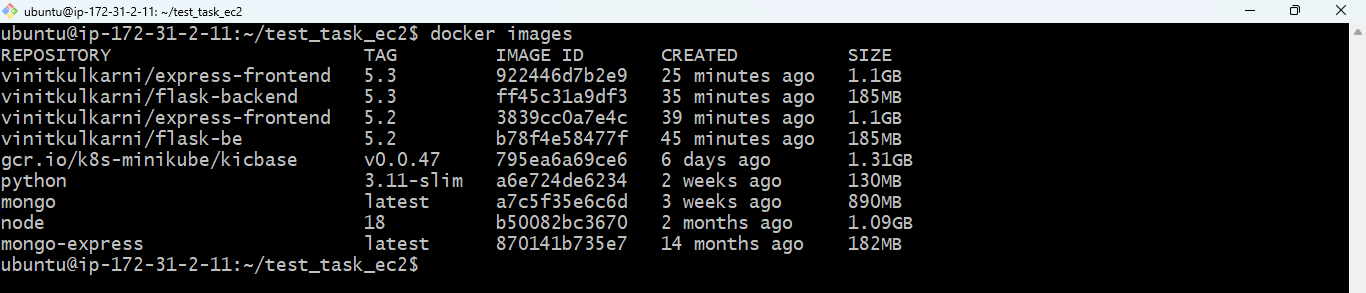 ubuntu@ip-172-31-2-11: ~/test_task_ec2
ubuntu@ip-172-31-2-11:~/test_task_ec2$ docker images
REPOSITORY TAG IMAGE ID CREATED SIZE
vinitkulkarni/express-frontend 5.3 922446d7b2e9 25 minutes ago 1.1GB
vinitkulkarni/flask-backend 5.3 ff45c31a9df3 35 minutes ago 185MB
vinitkulkarni/express-frontend 5.2 3839cc0a7e4c 39 minutes ago 1.1GB
vinitkulkarni/flask-be 5.2 b78f4e58477f 45 minutes ago 185MB
gcr.io/k8s-minikube/kicbase v0.0.47 795ea6a69ce6 6 days ago 1.31GB
python 3.11-slim a6e724de6234 2 weeks ago 130MB
mongo latest a7c5f35e6c6d 3 weeks ago 890MB
node 18 b50082bc3670 2 months ago 1.09GB
mongo-express latest 870141b735e7 14 months ago 182MB
ubuntu@ip-172-31-2-11:~/test_task_ec2$